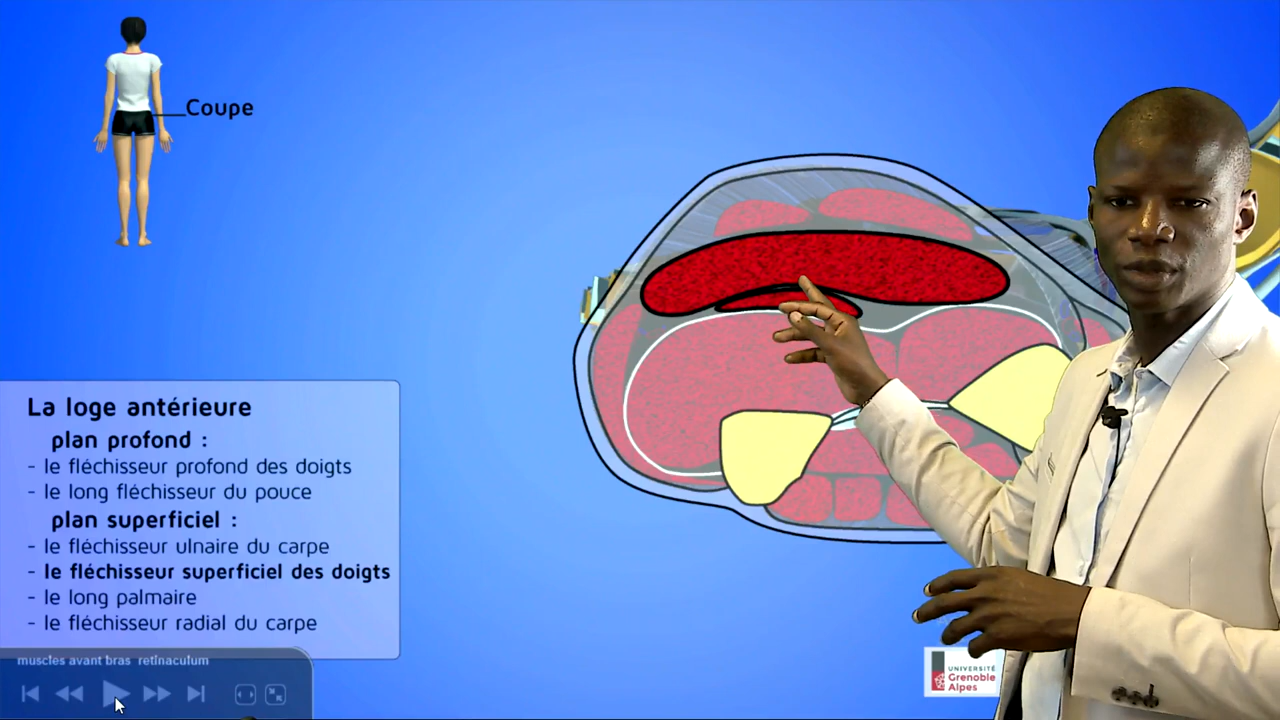 Coupe
La loge antérieure
plan profond :
- le fléchisseur profond des doigts
- le long fléchisseur du pouce
plan superficiel :
- le fléchisseur ulnaire du carpe
- le fléchisseur superficiel des doigts
- le long palmaire
- le fléchisseur radial du carpe
muscles avant bras retinaculum
UNIVERSITÉ
Grenoble
Alpes